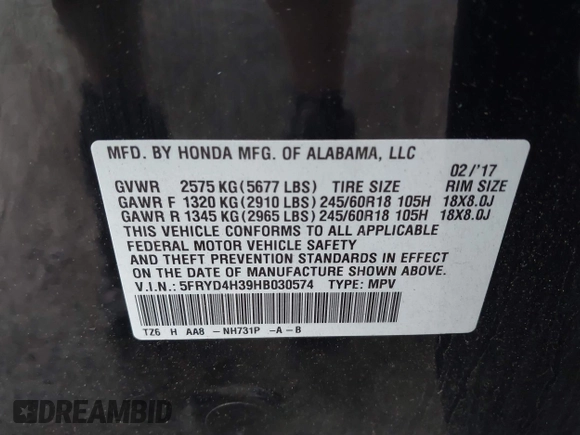 MFD. BY HONDA MFG. OF ALABAMA, LLC
02/'17
GVWR 2575 KG (5677 LBS) TIRE SIZE RIM SIZE
GAWR F 1320 KG (2910 LBS) 245/60R18 105H 18X8.0J
GAWR R 1345 KG (2965 LBS) 245/60R18 105H 18X8.0J
THIS VEHICLE CONFORMS TO ALL APPLICABLE
FEDERAL MOTOR VEHICLE SAFETY
AND THEFT PREVENTION STANDARDS IN EFFECT
ON THE DATE OF MANUFACTURE SHOWN ABOVE.
V.I.N.: 5FRYD4H39HB030574 TYPE: MPV
TZ6 H AA8 - NH731P -A-B
DREAMBID